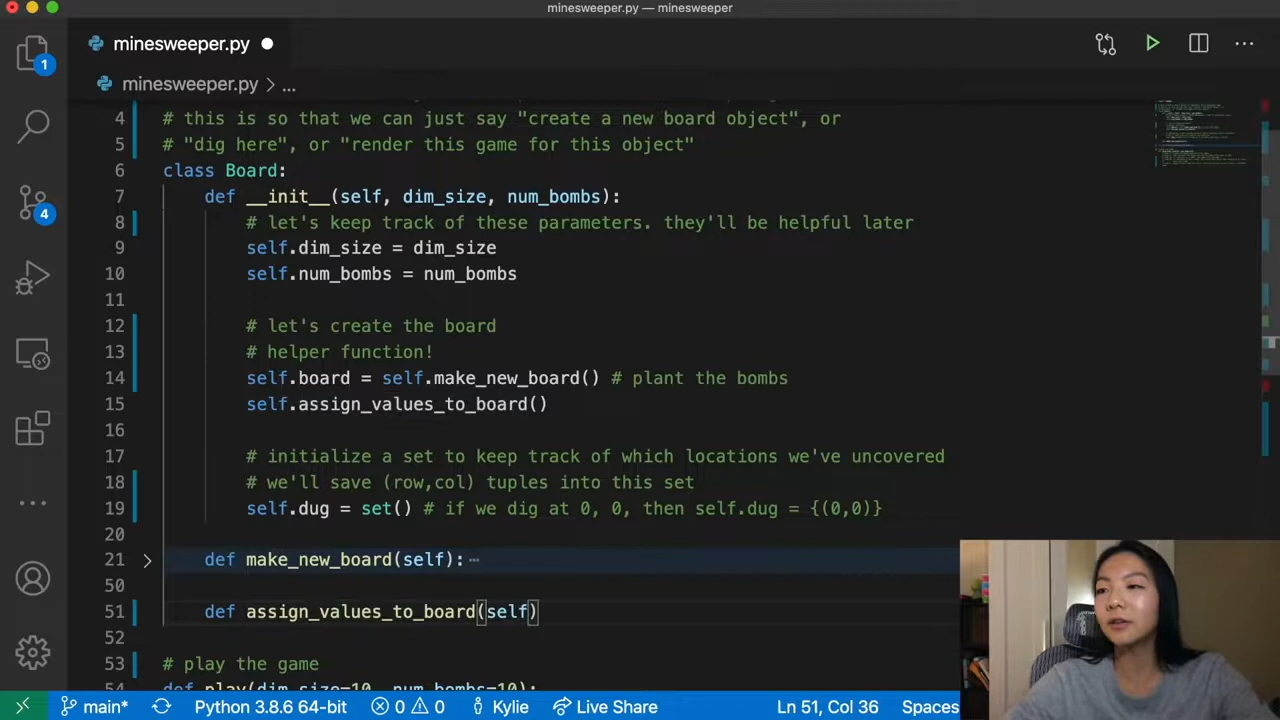 minesweeper.py — minesweeper
minesweeper.py
minesweeper.py > ...
1
4
4 # this is so that we can just say "create a new board object", or
5 # "dig here", or "render this game for this object"
6 class Board:
7 def __init__(self, dim_size, num_bombs):
8 # let's keep track of these parameters. they'll be helpful later
9 self.dim_size = dim_size
10 self.num_bombs = num_bombs
11
12 # let's create the board
13 # helper function!
14 self.board = self.make_new_board() # plant the bombs
15 self.assign_values_to_board()
16
17 # initialize a set to keep track of which locations we've uncovered
18 # we'll save (row,col) tuples into this set
19 self.dug = set() # if we dig at 0, 0, then self.dug = {(0,0)}
20
21 def make_new_board(self):
50
51 def assign_values_to_board(self)
52
53 # play the game
54 def play(dim_size=10, num_bombs=10):
main* Python 3.8.6 64-bit 0 0 Kylie Live Share Ln 51, Col 36 Spaces